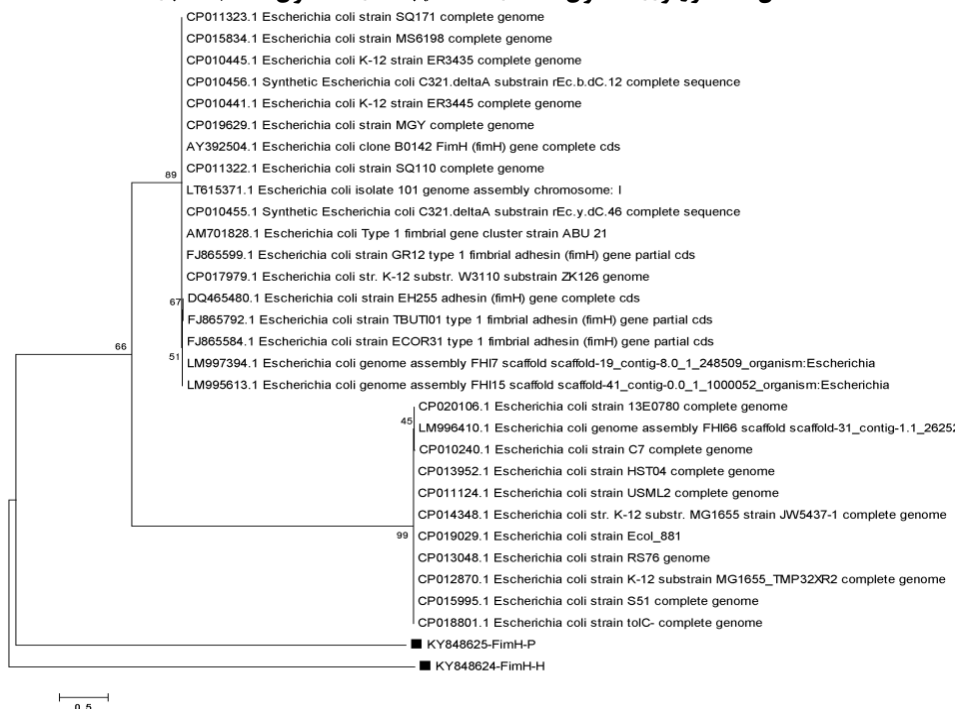 CP011323.1 Escherichia coli strain SQ171 complete genome
CP015834.1 Escherichia coli strain MS6198 complete genome
CP010445.1 Escherichia coli K-12 strain ER3435 complete genome
CP010456.1 Synthetic Escherichia coli C321.deltaA substrain rEc.b.dC.12 complete sequence
CP010441.1 Escherichia coli K-12 strain ER3445 complete genome
CP019629.1 Escherichia coli strain MGY complete genome
AY392504.1 Escherichia coli clone B0142 FimH (fimH) gene complete cds
CP011322.1 Escherichia coli strain SQ110 complete genome
89
LT615371.1 Escherichia coli isolate 101 genome assembly chromosome: I
CP010455.1 Synthetic Escherichia coli C321.deltaA substrain rEc.y.dC.46 complete sequence
AM701828.1 Escherichia coli Type 1 fimbrial gene cluster strain ABU 21
FJ865599.1 Escherichia coli strain GR12 type 1 fimbrial adhesin (fimH) gene partial cds
CP017979.1 Escherichia coli str. K-12 substr. W3110 substrain ZK126 genome
67 DQ465480.1 Escherichia coli strain EH255 adhesin (fimH) gene complete cds
FJ865792.1 Escherichia coli strain TBUTI01 type 1 fimbrial adhesin (fimH) gene partial cds
FJ865584.1 Escherichia coli strain ECOR31 type 1 fimbrial adhesin (fimH) gene partial cds
66
51
LM997394.1 Escherichia coli genome assembly FHI7 scaffold scaffold-19_contig-8.0_1_248509_organism:Escherichia
LM995613.1 Escherichia coli genome assembly FHI15 scaffold scaffold-41_contig-0.0_1_1000052_organism:Escherichia
CP020106.1 Escherichia coli strain 13E0780 complete genome
45
LM996410.1 Escherichia coli genome assembly FHI66 scaffold scaffold-31_contig-1.1_26252
CP010240.1 Escherichia coli strain C7 complete genome
CP013952.1 Escherichia coli strain HST04 complete genome
CP011124.1 Escherichia coli strain USML2 complete genome
CP014348.1 Escherichia coli str. K-12 substr. MG1655 strain JW5437-1 complete genome
99
CP019029.1 Escherichia coli strain Ecol_881
CP013048.1 Escherichia coli strain RS76 genome
CP012870.1 Escherichia coli strain K-12 substrain MG1655_TMP32XR2 complete genome
CP015995.1 Escherichia coli strain S51 complete genome
CP018801.1 Escherichia coli strain tolC- complete genome
KY848625-FimH-P
KY848624-FimH-H
0.5